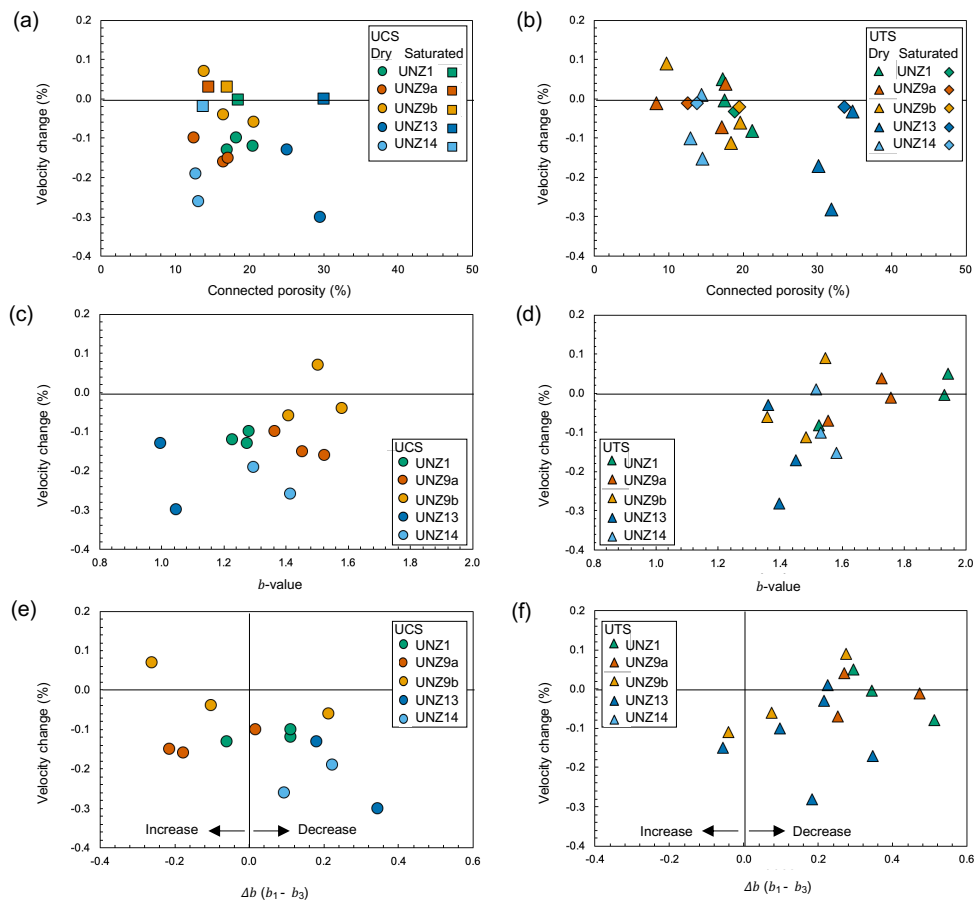 (a)
0.2
0.1
0.0
-0.1
-0.2
-0.3
-0.4
Velocity change (%)
UCS
Dry Saturated
UNZ1
UNZ9a
UNZ9b
UNZ13
UNZ14
0 10 20 30 40 50
Connected porosity (%)
(b)
0.2
0.1
0.0
-0.1
-0.2
-0.3
-0.4
Velocity change (%)
UTS
Dry Saturated
UNZ1
UNZ9a
UNZ9b
UNZ13
UNZ14
0 10 20 30 40 50
Connected porosity (%)
(c)
0.2
0.1
0.0
-0.1
-0.2
-0.3
-0.4
Velocity change (%)
UCS
UNZ1
UNZ9a
UNZ9b
UNZ13
UNZ14
0.8 1.0 1.2 1.4 1.6 1.8 2.0
b-value
(d)
0.2
0.1
0.0
-0.1
-0.2
-0.3
-0.4
Velocity change (%)
UTS
UNZ1
UNZ9a
UNZ9b
UNZ13
UNZ14
0.8 1.0 1.2 1.4 1.6 1.8 2.0
b-value
(e)
0.2
0.1
0.0
-0.1
-0.2
-0.3
-0.4
Velocity change (%)
UCS
UNZ1
UNZ9a
UNZ9b
UNZ13
UNZ14
Increase Decrease
-0.4 -0.2 0.0 0.2 0.4 0.6
Δb (b₁ - b₃)
(f)
0.2
0.1
0.0
-0.1
-0.2
-0.3
-0.4
Velocity change (%)
UTS
UNZ1
UNZ9a
UNZ9b
UNZ13
UNZ14
Increase Decrease
-0.4 -0.2 0.0 0.2 0.4 0.6
Δb (b₁ - b₃)